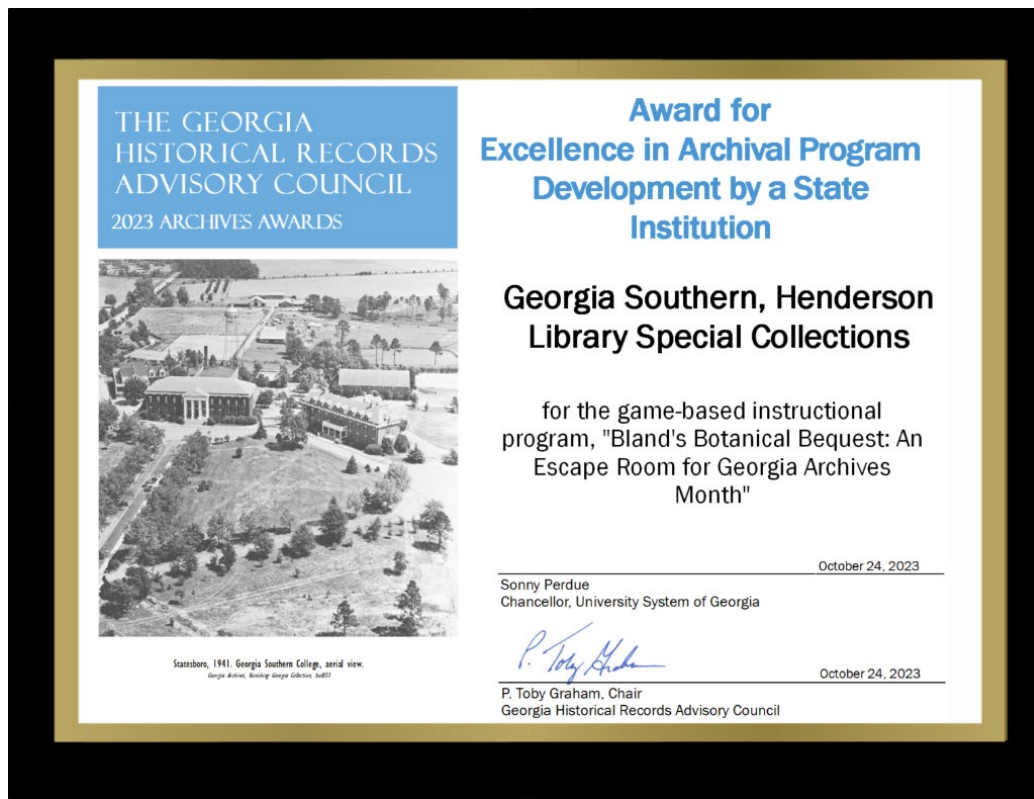 THE GEORGIA
HISTORICAL RECORDS
ADVISORY COUNCIL
2023 ARCHIVES AWARDS
Award for
Excellence in Archival Program
Development by a State
Institution
Georgia Southern, Henderson
Library Special Collections
for the game-based instructional
program, "Bland's Botanical Bequest: An
Escape Room for Georgia Archives
Month"
October 24, 2023
Sonny Perdue
Chancellor, University System of Georgia
P. Toby Graham
October 24, 2023
P. Toby Graham, Chair
Georgia Historical Records Advisory Council
Statesboro, 1941. Georgia Southern College, aerial view.
Georgia Archives, Vanishing Georgia Collection,